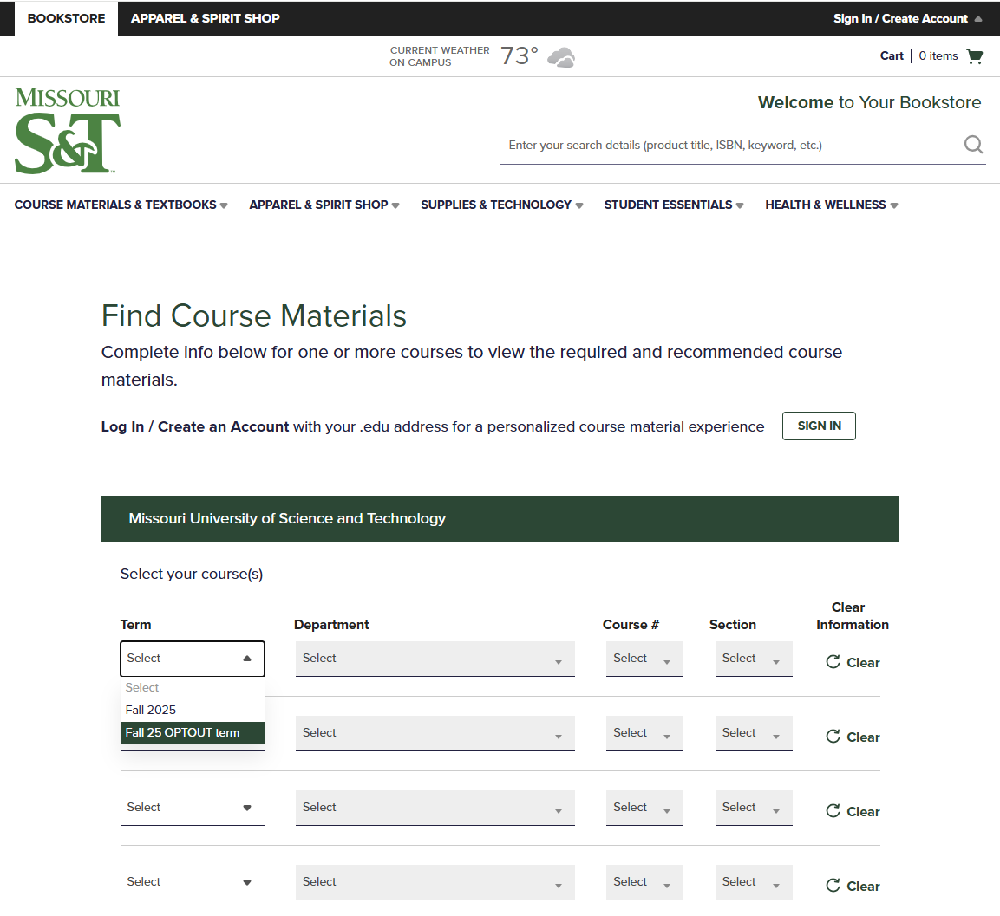 BOOKSTORE APPAREL & SPIRIT SHOP Sign In / Create Account
CURRENT WEATHER
ON CAMPUS
73°
Cart 0 items
MISSOURI
S&T
™
Welcome to Your Bookstore
Enter your search details (product title, ISBN, keyword, etc.)
COURSE MATERIALS & TEXTBOOKS APPAREL & SPIRIT SHOP SUPPLIES & TECHNOLOGY STUDENT ESSENTIALS HEALTH & WELLNESS
Find Course Materials
Complete info below for one or more courses to view the required and recommended course
materials.
Log In / Create an Account with your .edu address for a personalized course material experience SIGN IN
Missouri University of Science and Technology
Select your course(s)
Term Department Course # Section Clear Information
Select Select Select Select Clear
Select
Fall 2025
Fall 25 OPTOUT term
Select Select Select Clear
Select Select Select Select Clear
Select Select Select Select Clear